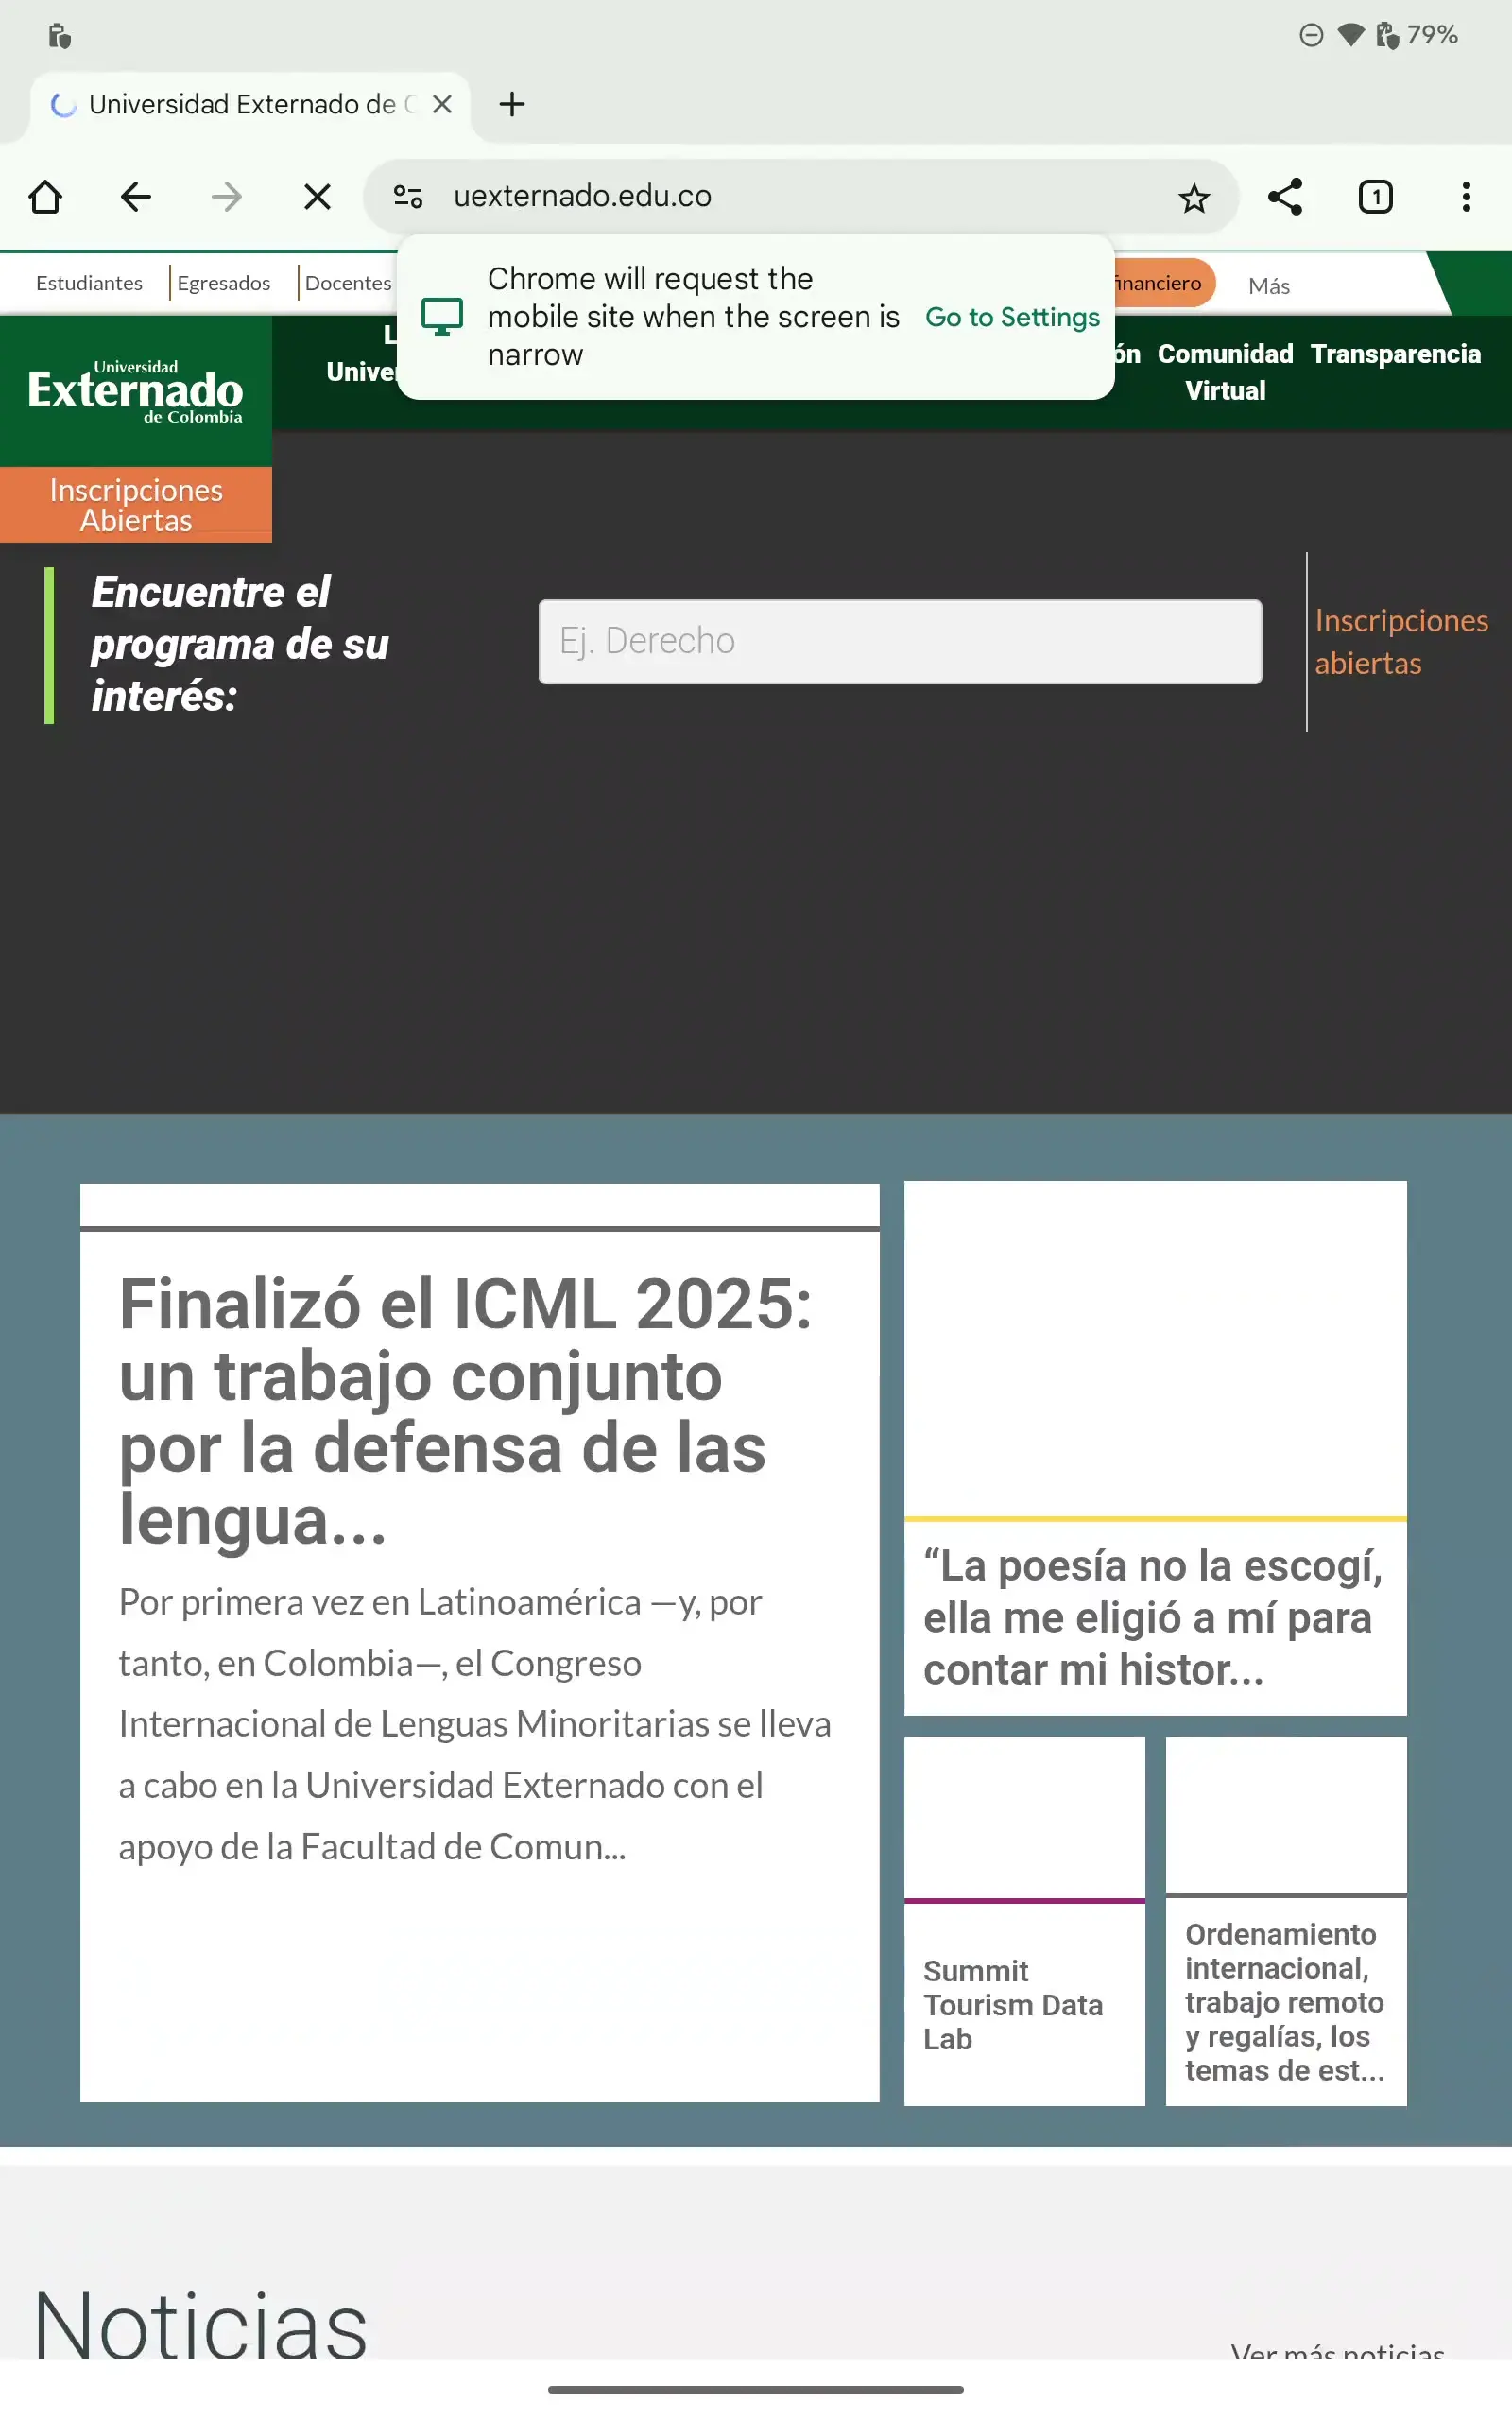 79%
Universidad Externado de
uexternado.edu.co
1
Chrome will request the
mobile site when the screen is
narrow
Go to Settings
Estudiantes
Egresados
Docentes
Más
Universidad
Externado
de Colombia
Comunidad
Virtual
Transparencia
Inscripciones
Abiertas
Encuentre el
programa de su
interés:
Ej. Derecho
Inscripciones
abiertas
Finalizó el ICML 2025:
un trabajo conjunto
por la defensa de las
lengua...
Por primera vez en Latinoamérica —y, por
tanto, en Colombia—, el Congreso
Internacional de Lenguas Minoritarias se lleva
a cabo en la Universidad Externado con el
apoyo de la Facultad de Comun...
“La poesía no la escogí,
ella me eligió a mí para
contar mi histor...
Summit
Tourism Data
Lab
Ordenamiento
internacional,
trabajo remoto
y regalías, los
temas de est...
Noticias
Ver más noticias